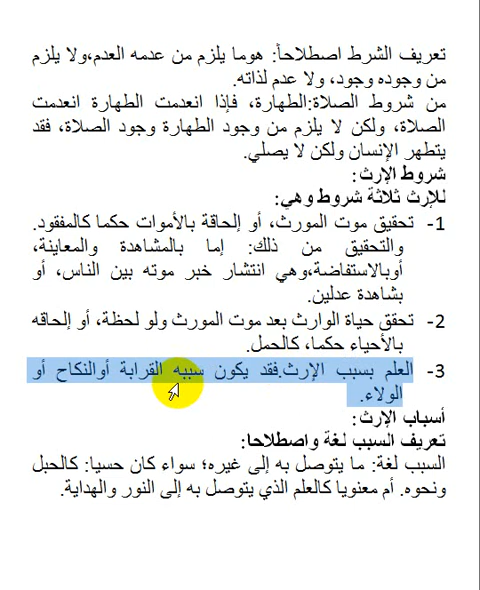 تعريف الشرط اصطلاحاً: هوما يلزم من عدمه العدم،ولا يلزم
من وجوده وجود، ولا عدم لذاته.
من شروط الصلاة:الطهارة، فإذا انعدمت الطهارة انعدمت
الصلاة، ولكن لا يلزم من وجود الطهارة وجود الصلاة، فقد
يتطهر الإنسان ولكن لا يصلي.
شروط الإرث:
للإرث ثلاثة شروط وهي:
1- تحقيق موت المورث، أو إلحاقة بالأموات حكما كالمفقود.
والتحقيق من ذلك: إما بالمشاهدة والمعاينة،
أوبالاستفاضة،وهي انتشار خبر موته بين الناس، أو
بشاهدة عدلين.
2- تحقق حياة الوارث بعد موت المورث ولو لحظة، أو إلحاقه
بالأحياء حكما، كالحمل.
3- العلم بسبب الإرث.فقد يكون سببه القرابة أوالنكاح أو
الولاء.
أسباب الإرث:
تعريف السبب لغة واصطلاحا:
السبب لغة: ما يتوصل به إلى غيره؛ سواء كان حسيا: كالحبل
ونحوه. أم معنويا كالعلم الذي يتوصل به إلى النور والهداية.